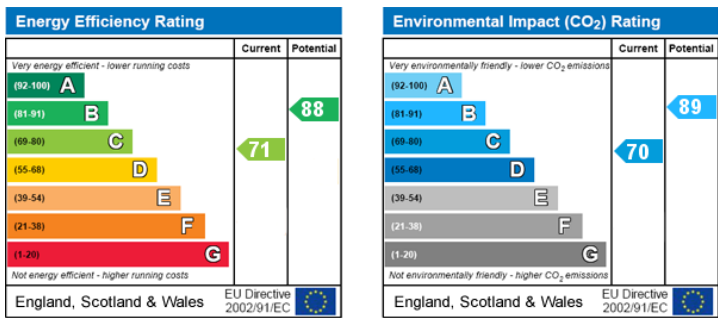 Energy Efficiency Rating
Current Potential
Very energy efficient - lower running costs
(92-100) A
(81-91) B
88
(69-80) C
71
(55-68) D
(39-54) E
(21-38) F
(1-20) G
Not energy efficient - higher running costs
England, Scotland & Wales
EU Directive
2002/91/EC
Environmental Impact (CO₂) Rating
Current Potential
Very environmentally friendly - lower CO₂ emissions
(92-100) A
(81-91) B
89
(69-80) C
70
(55-68) D
(39-54) E
(21-38) F
(1-20) G
Not environmentally friendly - higher CO₂ emissions
England, Scotland & Wales
EU Directive
2002/91/EC